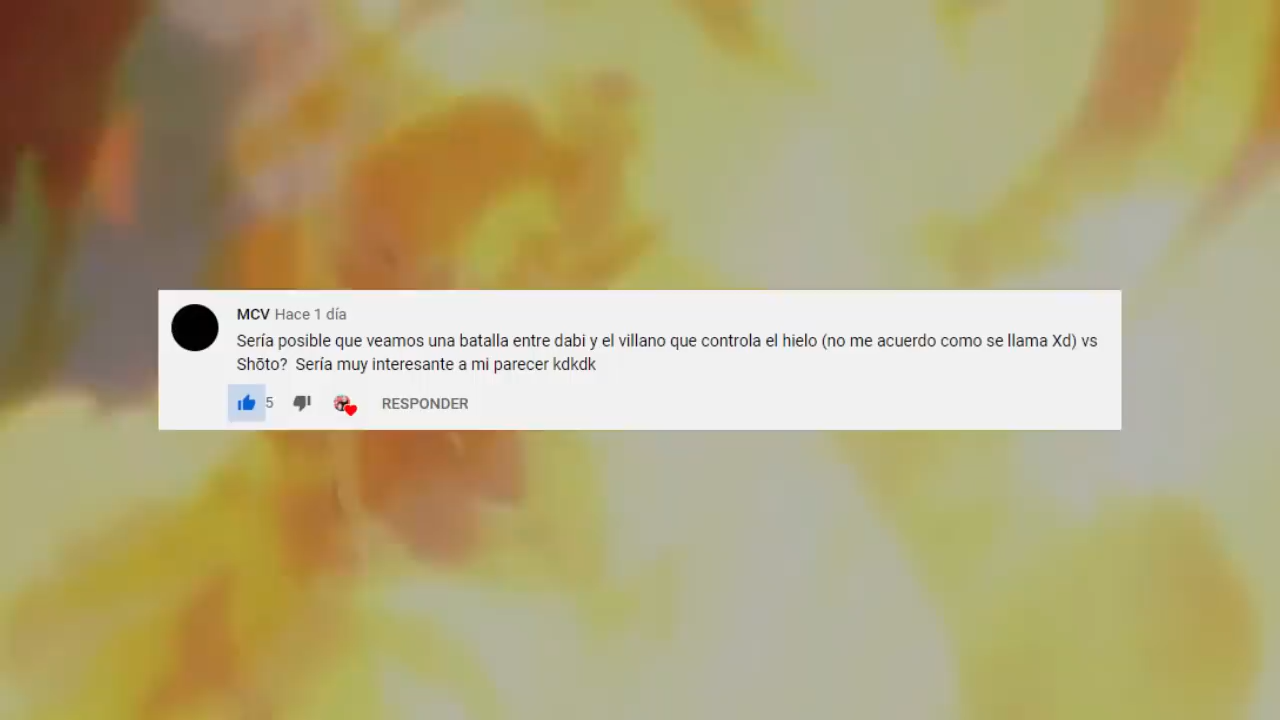 MCV Hace 1 día
Sería posible que veamos una batalla entre dabi y el villano que controla el hielo (no me acuerdo como se llama Xd) vs
Shōto?  Sería muy interesante a mi parecer kdkdk
5 RESPONDER